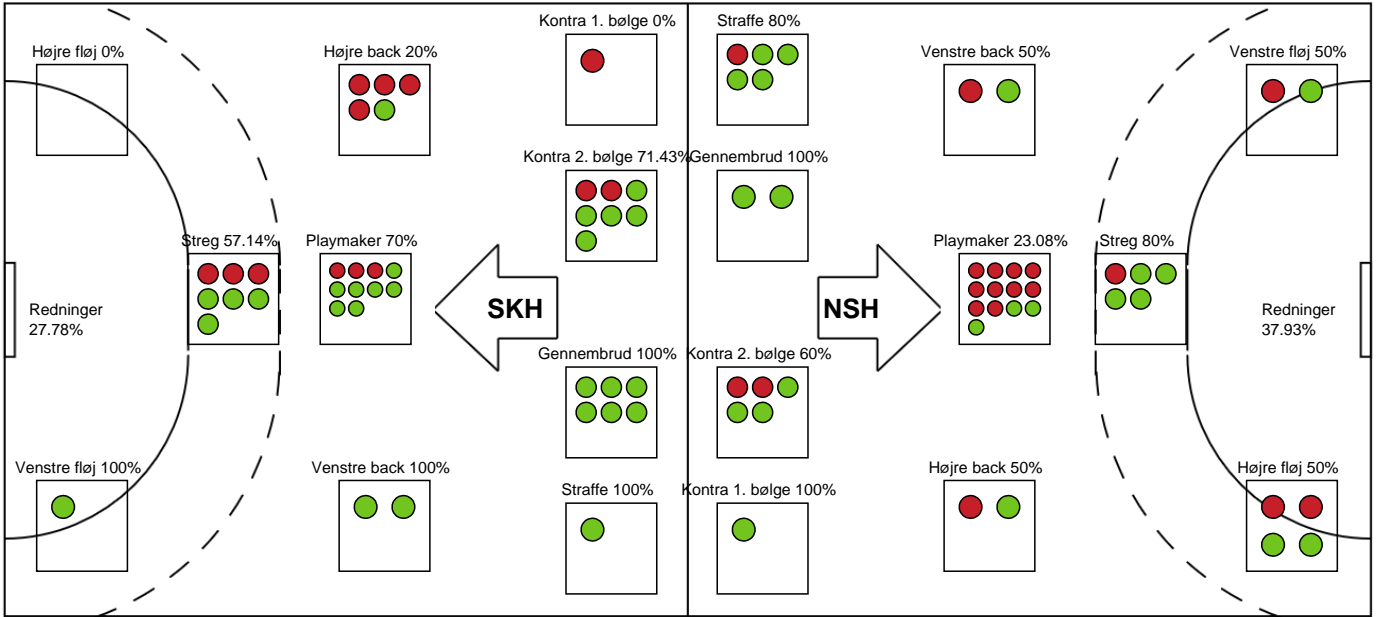 Kontra 1. bølge 0%
Straffe 80%
Højre fløj 0%
Højre back 20%
Venstre back 50%
Venstre fløj 50%
Kontra 2. bølge 71.43%
Gennembrud 100%
Streg 57.14%
Playmaker 70%
Playmaker 23.08%
Streg 80%
Redninger
27.78%
SKH
NSH
Redninger
37.93%
Gennembrud 100%
Kontra 2. bølge 60%
Venstre fløj 100%
Venstre back 100%
Straffe 100%
Kontra 1. bølge 100%
Højre back 50%
Højre fløj 50%